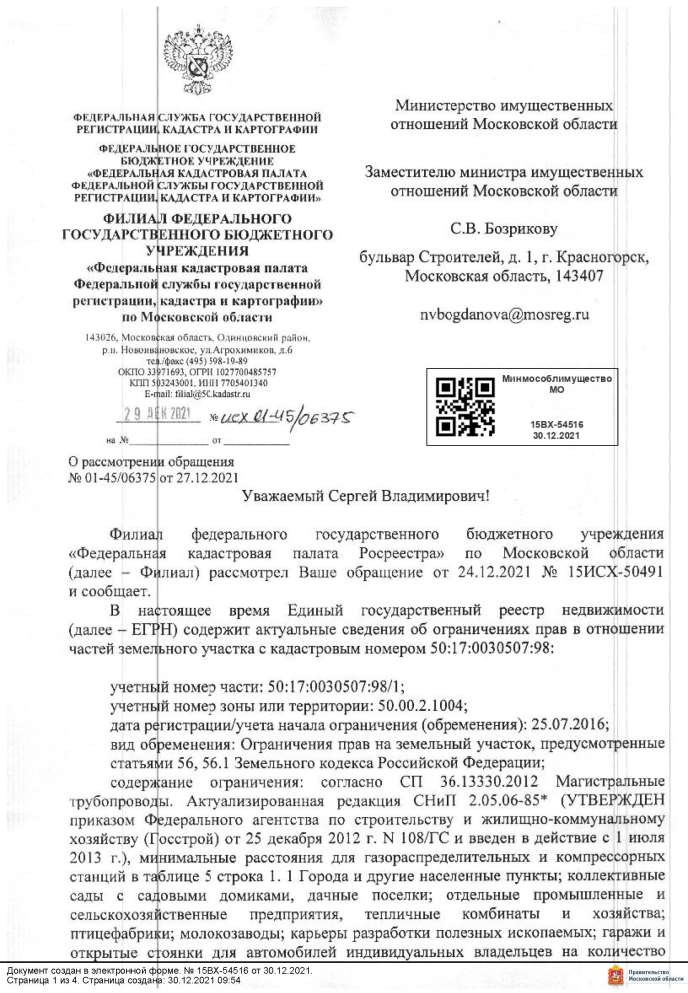 ФЕДЕРАЛЬНАЯ СЛУЖБА ГОСУДАРСТВЕННОЙ
РЕГИСТРАЦИИ, КАДАСТРА И КАРТОГРАФИИ
ФЕДЕРАЛЬНОЕ ГОСУДАРСТВЕННОЕ
БЮДЖЕТНОЕ УЧРЕЖДЕНИЕ
«ФЕДЕРАЛЬНАЯ КАДАСТРОВАЯ ПАЛАТА
ФЕДЕРАЛЬНОЙ СЛУЖБЫ ГОСУДАРСТВЕННОЙ
РЕГИСТРАЦИИ, КАДАСТРА И КАРТОГРАФИИ»
ФИЛИАЛ ФЕДЕРАЛЬНОГО
ГОСУДАРСТВЕННОГО БЮДЖЕТНОГО
УЧРЕЖДЕНИЯ
«Федеральная кадастровая палата
Федеральной службы государственной
регистрации, кадастра и картографии»
по Московской области
143026, Московская область, Одинцовский район,
р.п. Новоивановское, ул.Агрохимиков, д.6
тел./факс (495) 598-19-89
ОКПО 33971693, ОГРН 1027700485757
КПП 503243001, ИНН 7705401340
E-mail: filial@50.kadastr.ru
29 ДЕК 2021 № исх 01-45/06375
на № от
Министерство имущественных
отношений Московской области
Заместителю министра имущественных
отношений Московской области
С.В. Бозрикову
бульвар Строителей, д. 1, г. Красногорск,
Московская область, 143407
nvbogdanova@mosreg.ru
Минмособлимущество
МО
15ВХ-54516
30.12.2021
О рассмотрении обращения
№ 01-45/06375 от 27.12.2021
Уважаемый Сергей Владимирович!
Филиал федерального государственного бюджетного учреждения
«Федеральная кадастровая палата Росреестра» по Московской области
(далее – Филиал) рассмотрел Ваше обращение от 24.12.2021 № 15ИСХ-50491
и сообщает.
В настоящее время Единый государственный реестр недвижимости
(далее – ЕГРН) содержит актуальные сведения об ограничениях прав в отношении
частей земельного участка с кадастровым номером 50:17:0030507:98:
учетный номер части: 50:17:0030507:98/1;
учетный номер зоны или территории: 50.00.2.1004;
дата регистрации/учета начала ограничения (обременения): 25.07.2016;
вид обременения: Ограничения прав на земельный участок, предусмотренные
статьями 56, 56.1 Земельного кодекса Российской Федерации;
содержание ограничения: согласно СП 36.13330.2012 Магистральные
трубопроводы. Актуализированная редакция СНиП 2.05.06-85* (УТВЕРЖДЕН
приказом Федерального агентства по строительству и жилищно-коммунальному
хозяйству (Госстрой) от 25 декабря 2012 г. N 108/ГС и введен в действие с 1 июля
2013 г.), минимальные расстояния для газораспределительных и компрессорных
станций в таблице 5 строка 1. 1 Города и другие населенные пункты; коллективные
сады с садовыми домиками, дачные поселки; отдельные промышленные и
сельскохозяйственные предприятия, тепличные комбинаты и хозяйства;
птицефабрики; молокозаводы; карьеры разработки полезных ископаемых; гаражи и
открытые стоянки для автомобилей индивидуальных владельцев на количество
Документ создан в электронной форме. № 15ВХ-54516 от 30.12.2021.
Страница 1 из 4. Страница создана: 30.12.2021 09:54
Правительство
Московской области